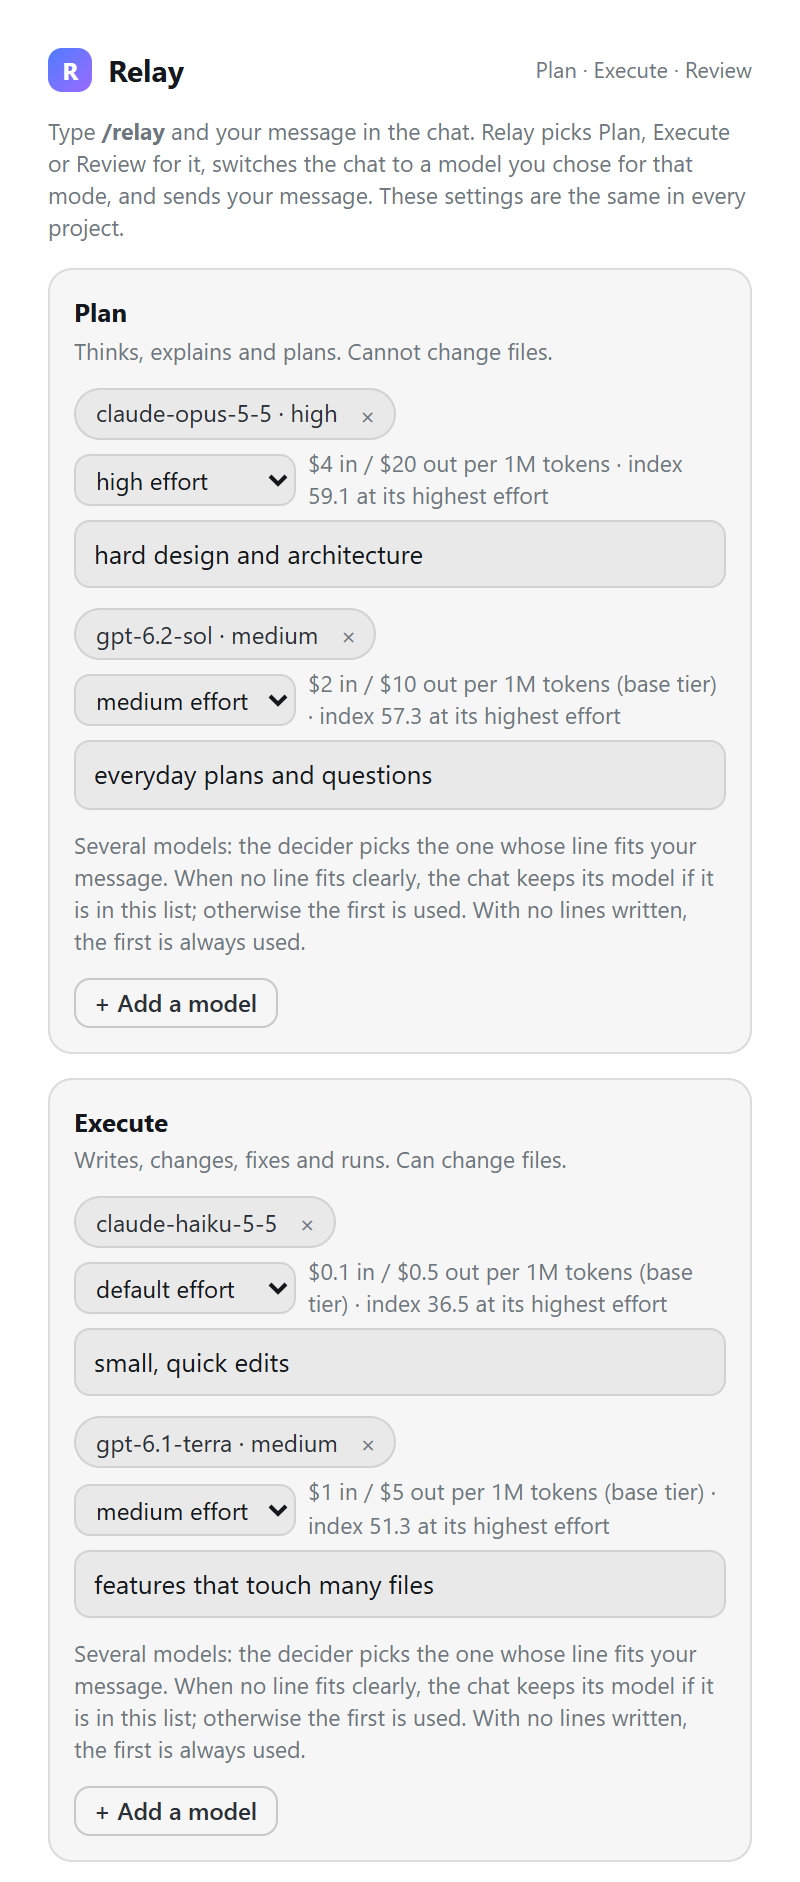 R Relay
Plan · Execute · Review
Type /relay and your message in the chat. Relay picks Plan, Execute
or Review for it, switches the chat to a model you chose for that
mode, and sends your message. These settings are the same in every
project.
Plan
Thinks, explains and plans. Cannot change files.
claude-opus-5-5 · high ×
high effort
$4 in / $20 out per 1M tokens · index
59.1 at its highest effort
hard design and architecture
gpt-6.2-sol · medium ×
medium effort
$2 in / $10 out per 1M tokens (base tier)
· index 57.3 at its highest effort
everyday plans and questions
Several models: the decider picks the one whose line fits your
message. When no line fits clearly, the chat keeps its model if it
is in this list; otherwise the first is used. With no lines written,
the first is always used.
+ Add a model
Execute
Writes, changes, fixes and runs. Can change files.
claude-haiku-5-5 ×
default effort
$0.1 in / $0.5 out per 1M tokens (base
tier) · index 36.5 at its highest effort
small, quick edits
gpt-6.1-terra · medium ×
medium effort
$1 in / $5 out per 1M tokens (base tier) ·
index 51.3 at its highest effort
features that touch many files
Several models: the decider picks the one whose line fits your
message. When no line fits clearly, the chat keeps its model if it
is in this list; otherwise the first is used. With no lines written,
the first is always used.
+ Add a model